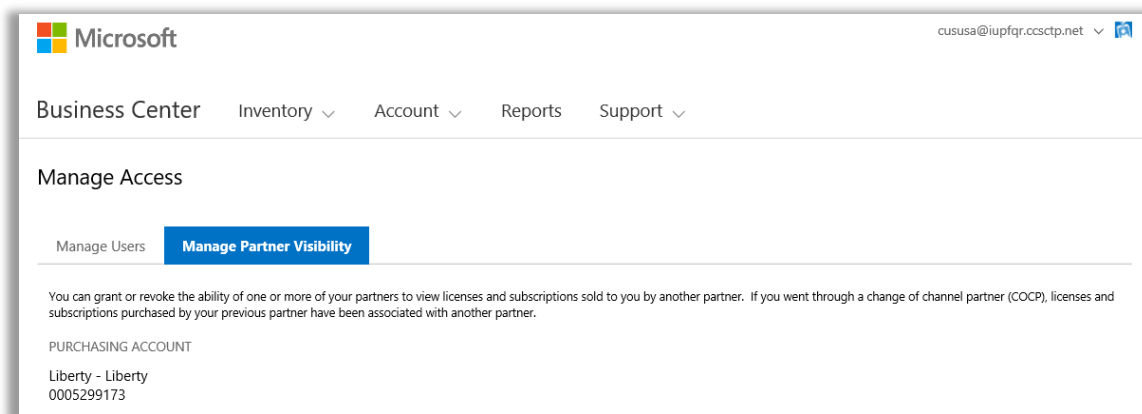 Microsoft
cususa@iupfqr.ccsctp.net
Business Center Inventory Account Reports Support
Manage Access
Manage Users Manage Partner Visibility
You can grant or revoke the ability of one or more of your partners to view licenses and subscriptions sold to you by another partner. If you went through a change of channel partner (COCP), licenses and
subscriptions purchased by your previous partner have been associated with another partner.
PURCHASING ACCOUNT
Liberty - Liberty
0005299173